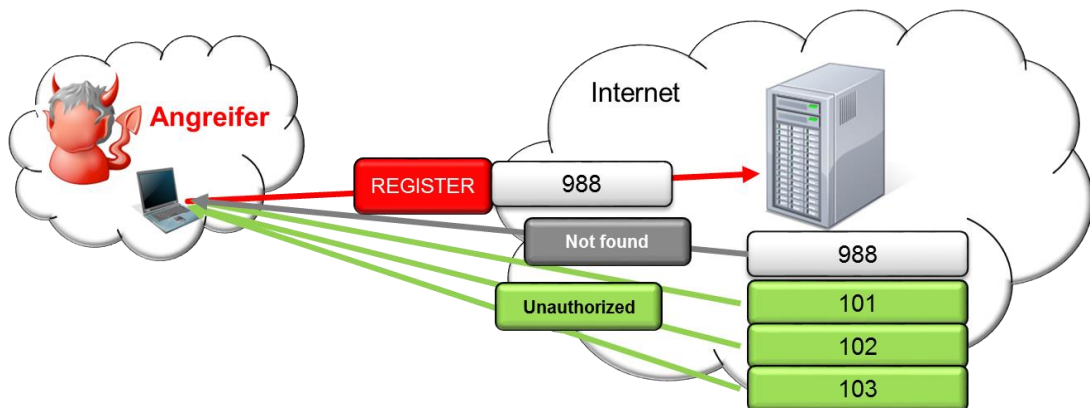 Internet
Angreifer
REGISTER 988
Not found 988
Unauthorized 101
102
103